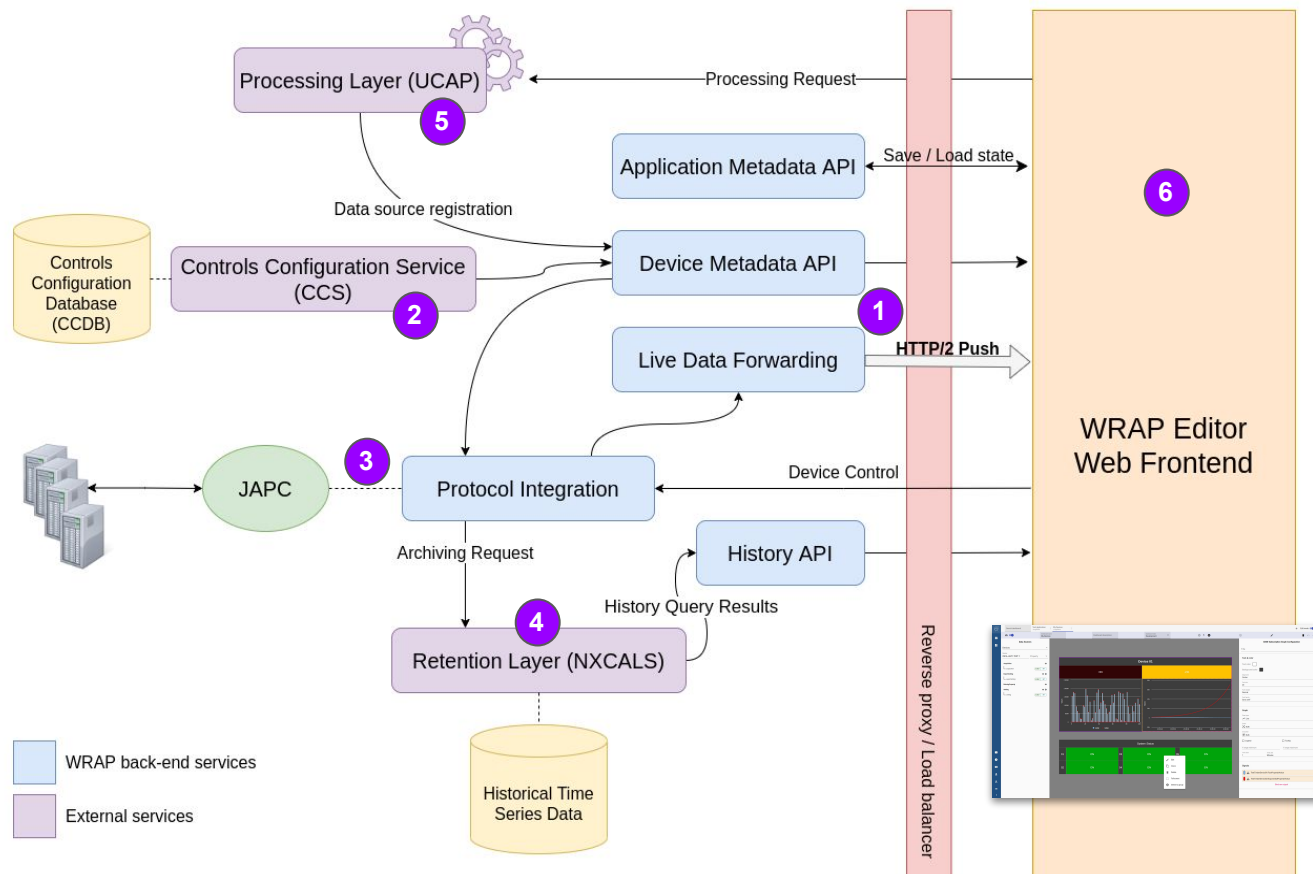 Processing Layer (UCAP)
5
Processing Request
Application Metadata API
Save / Load state
6
Data source registration
Controls
Configuration
Database
(CCDB)
Controls Configuration Service
(CCS)
2
Device Metadata API
1
Live Data Forwarding
HTTP/2 Push
WRAP Editor
Web Frontend
3
JAPC
Protocol Integration
Device Control
Archiving Request
History API
4
History Query Results
Retention Layer (NXCALS)
Reverse proxy / Load balancer
Historical Time
Series Data
WRAP back-end services
External services